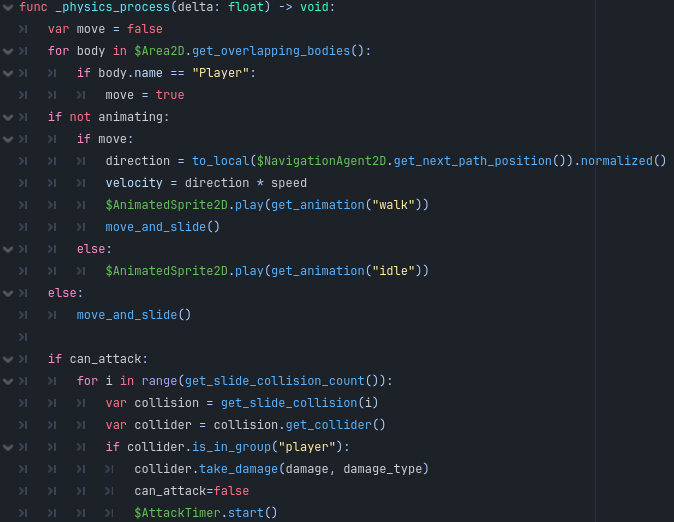 func _physics_process(delta: float) -> void:
var move = false
for body in $Area2D.get_overlapping_bodies():
if body.name == "Player":
move = true
if not animating:
if move:
direction = to_local($NavigationAgent2D.get_next_path_position()).normalized()
velocity = direction * speed
$AnimatedSprite2D.play(get_animation("walk"))
move_and_slide()
else:
$AnimatedSprite2D.play(get_animation("idle"))
else:
move_and_slide()
if can_attack:
for i in range(get_slide_collision_count()):
var collision = get_slide_collision(i)
var collider = collision.get_collider()
if collider.is_in_group("player"):
collider.take_damage(damage, damage_type)
can_attack=false
$AttackTimer.start()